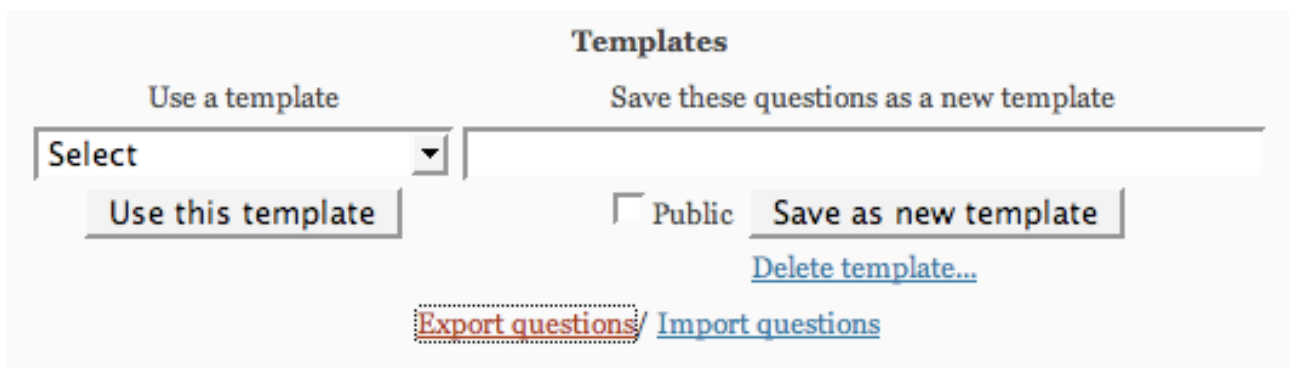 Templates
Use a template Save these questions as a new template
Select
Use this template Public Save as new template
Delete template...
Export questions/ Import questions